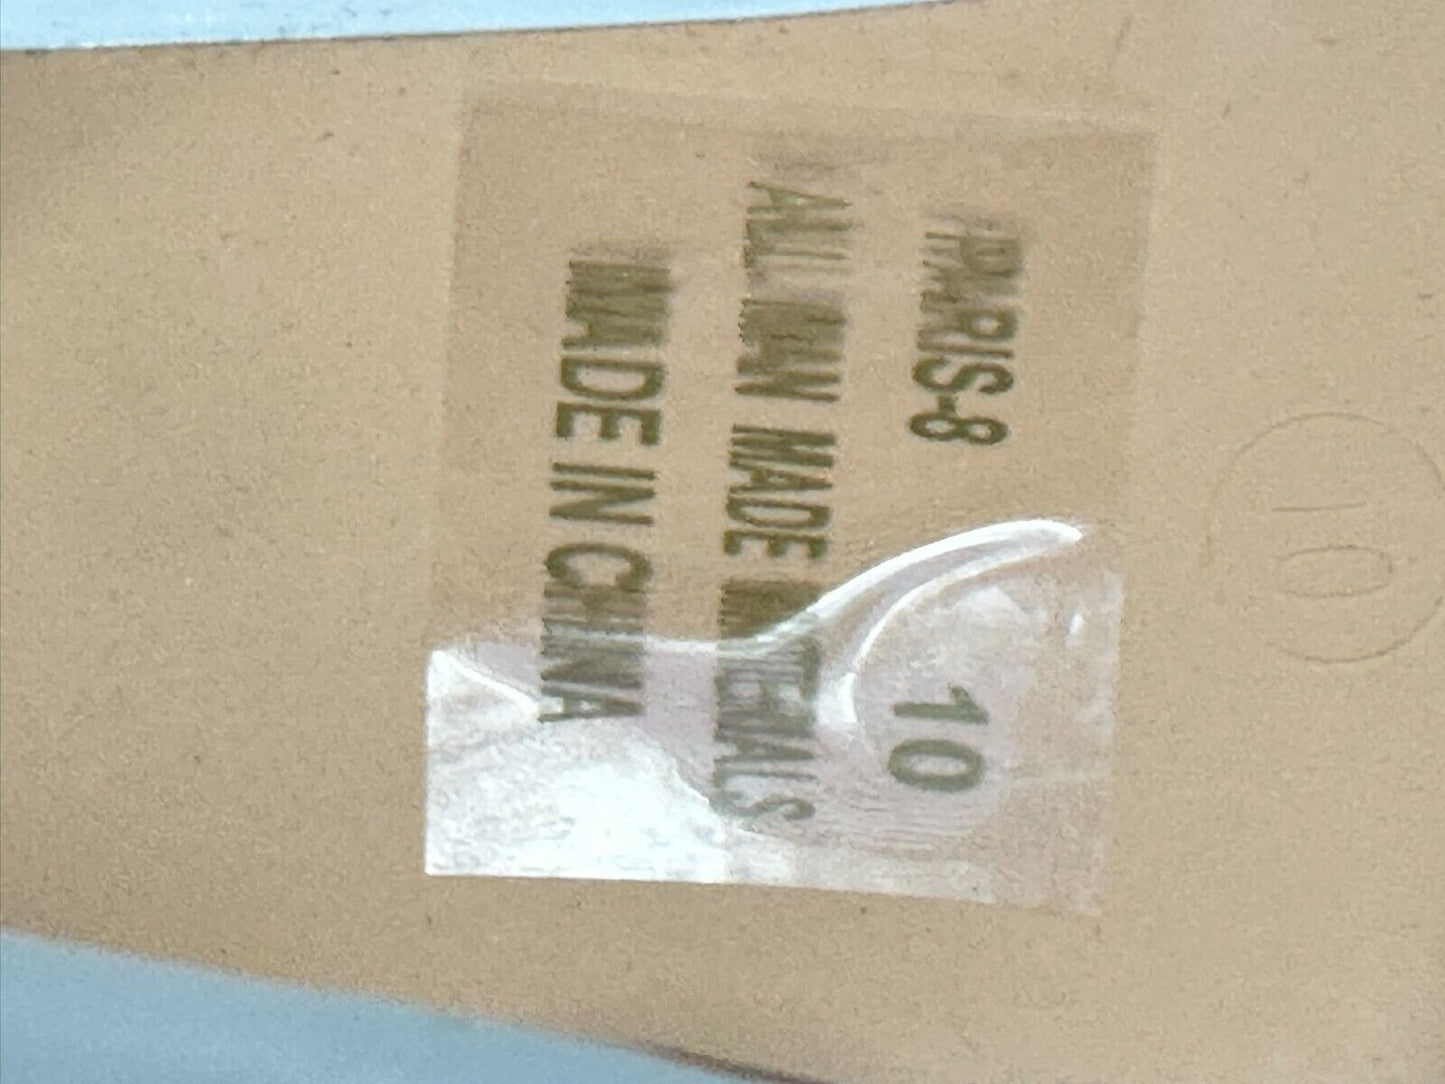 PARIS-8 10
ALL MAN MADE MATERIALS
MADE IN CHINA
10